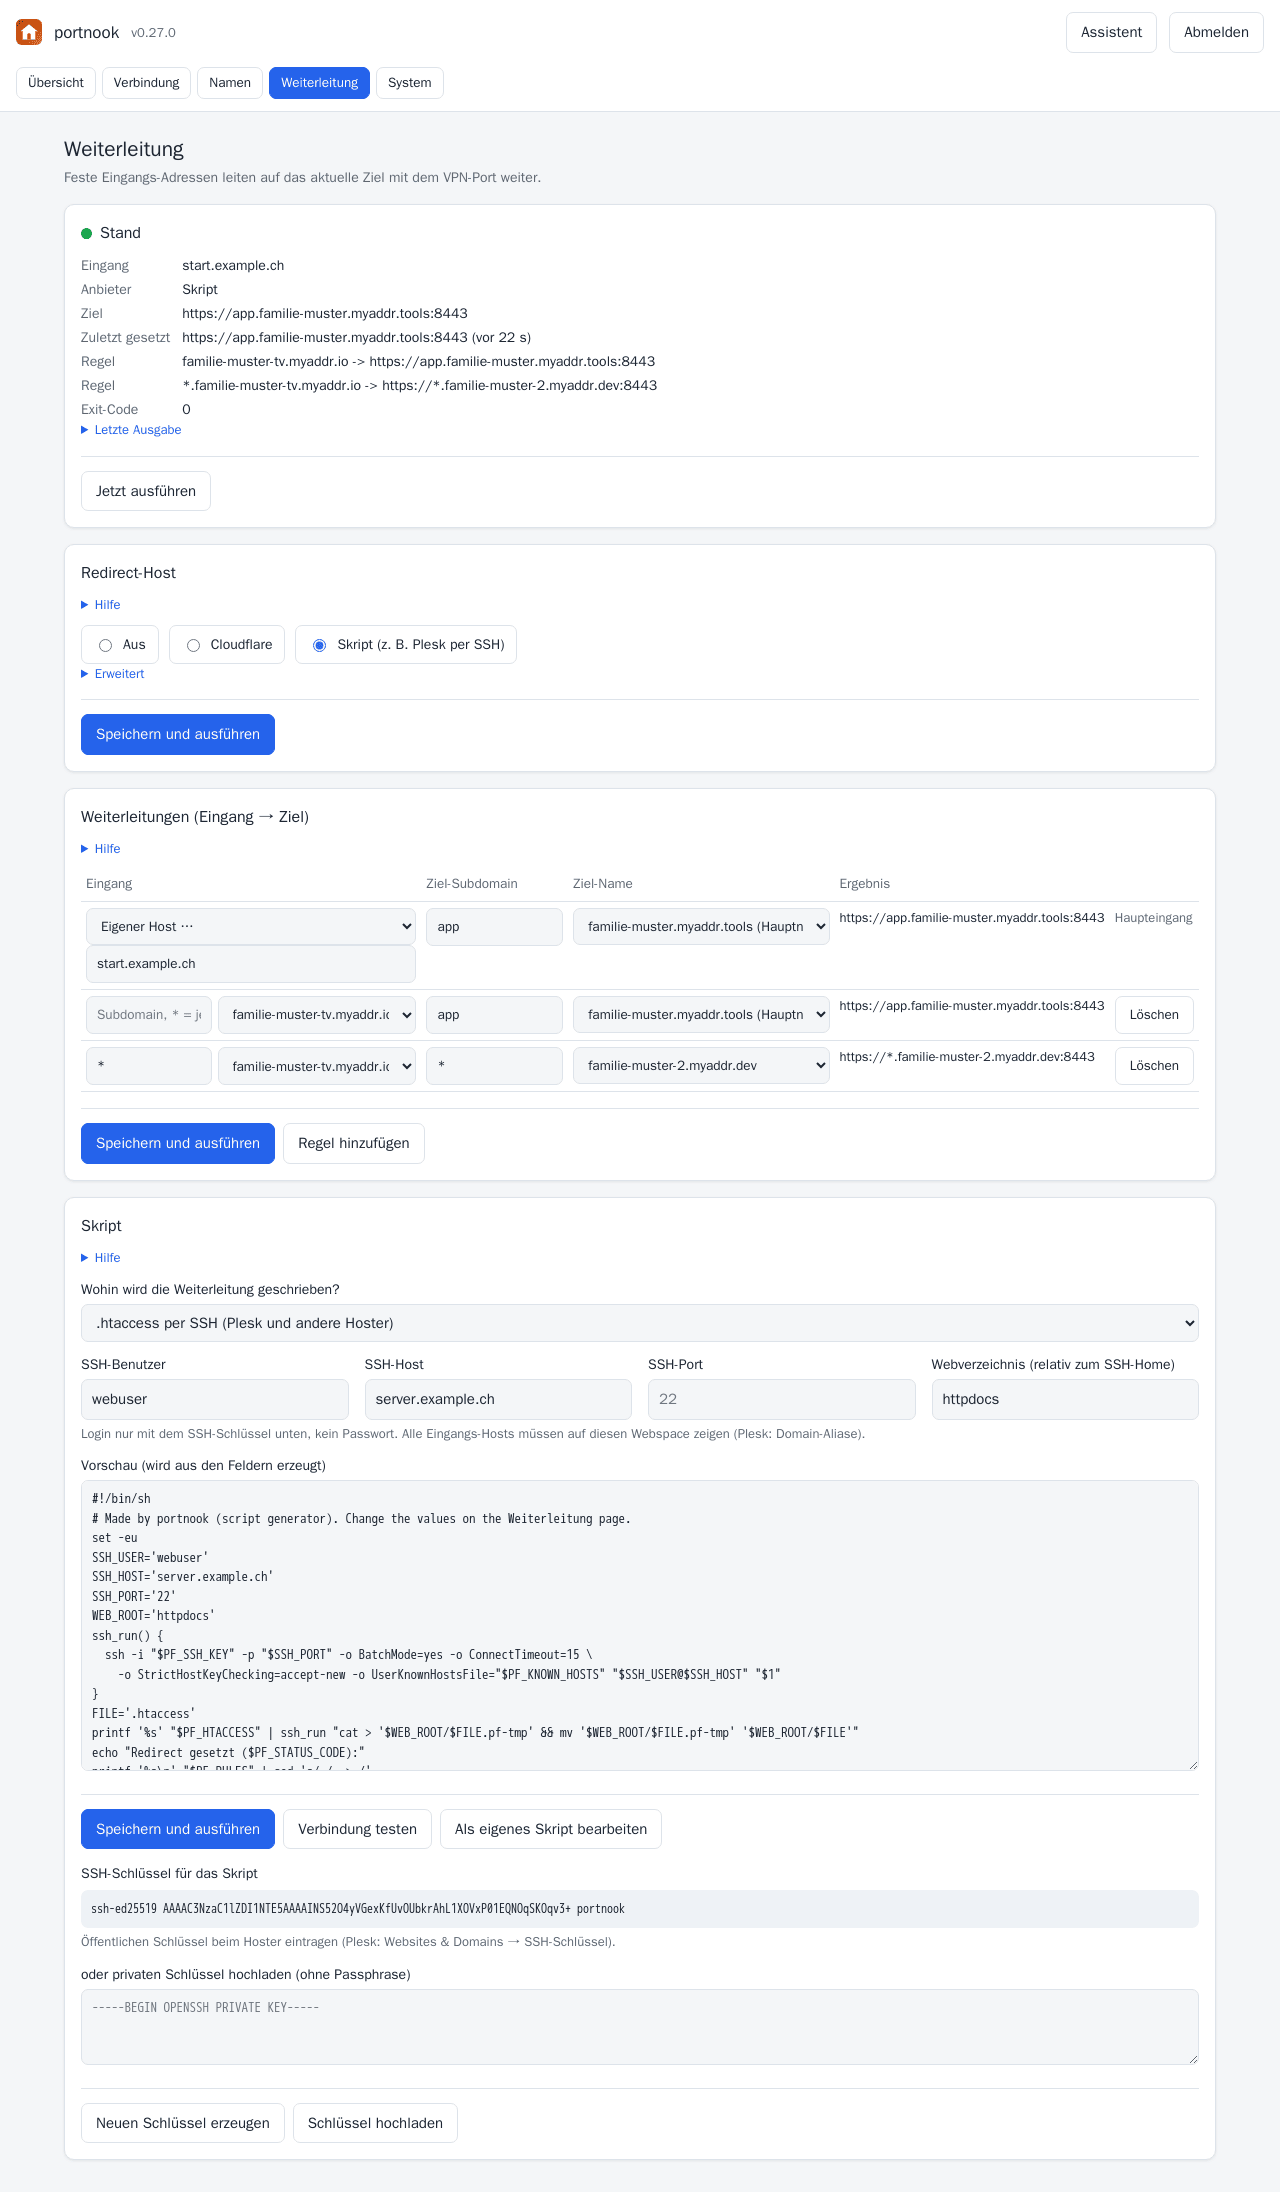 portnook v0.27.0
Assistent
Abmelden
Übersicht
Verbindung
Namen
Weiterleitung
System
Weiterleitung
Feste Eingangs-Adressen leiten auf das aktuelle Ziel mit dem VPN-Port weiter.
Stand
Eingang start.example.ch
Anbieter Skript
Ziel https://app.familie-muster.myaddr.tools:8443
Zuletzt gesetzt https://app.familie-muster.myaddr.tools:8443 (vor 22 s)
Regel familie-muster-tv.myaddr.io -> https://app.familie-muster.myaddr.tools:8443
Regel *.familie-muster-tv.myaddr.io -> https://*.familie-muster-2.myaddr.dev:8443
Exit-Code 0
Letzte Ausgabe
Jetzt ausführen
Redirect-Host
Hilfe
Aus
Cloudflare
Skript (z. B. Plesk per SSH)
Erweitert
Speichern und ausführen
Weiterleitungen (Eingang → Ziel)
Hilfe
Eingang Ziel-Subdomain Ziel-Name Ergebnis
Eigener Host ··· app familie-muster.myaddr.tools (Hauptn https://app.familie-muster.myaddr.tools:8443 Haupteingang
start.example.ch
Subdomain, * = je familie-muster-tv.myaddr.ic app familie-muster.myaddr.tools (Hauptn https://app.familie-muster.myaddr.tools:8443 Löschen
* familie-muster-tv.myaddr.ic * familie-muster-2.myaddr.dev https://*.familie-muster-2.myaddr.dev:8443 Löschen
Speichern und ausführen
Regel hinzufügen
Skript
Hilfe
Wohin wird die Weiterleitung geschrieben?
.htaccess per SSH (Plesk und andere Hoster)
SSH-Benutzer SSH-Host SSH-Port Webverzeichnis (relativ zum SSH-Home)
webuser server.example.ch 22 httpdocs
Login nur mit dem SSH-Schlüssel unten, kein Passwort. Alle Eingangs-Hosts müssen auf diesen Webspace zeigen (Plesk: Domain-Aliase).
Vorschau (wird aus den Feldern erzeugt)
#!/bin/sh
# Made by portnook (script generator). Change the values on the Weiterleitung page.
set -eu
SSH_USER='webuser'
SSH_HOST='server.example.ch'
SSH_PORT='22'
WEB_ROOT='httpdocs'
ssh_run() {
ssh -i "$PF_SSH_KEY" -p "$SSH_PORT" -o BatchMode=yes -o ConnectTimeout=15 \
-o StrictHostKeyChecking=accept-new -o UserKnownHostsFile="$PF_KNOWN_HOSTS" "$SSH_USER@$SSH_HOST" "$1"
}
FILE='.htaccess'
printf '%s' "$PF_HTACCESS" | ssh_run "cat > '$WEB_ROOT/$FILE.pf-tmp' && mv '$WEB_ROOT/$FILE.pf-tmp' '$WEB_ROOT/$FILE'"
echo "Redirect gesetzt ($PF_STATUS_CODE):"
Speichern und ausführen
Verbindung testen
Als eigenes Skript bearbeiten
SSH-Schlüssel für das Skript
ssh-ed25519 AAAAC3NzaC1lZDI1NTE5AAAAINS52O4yVGexKfUvOUbkrAhL1XOVxP01EQNOqSKOqv3+ portnook
Öffentlichen Schlüssel beim Hoster eintragen (Plesk: Websites & Domains → SSH-Schlüssel).
oder privaten Schlüssel hochladen (ohne Passphrase)
-----BEGIN OPENSSH PRIVATE KEY-----
Neuen Schlüssel erzeugen
Schlüssel hochladen